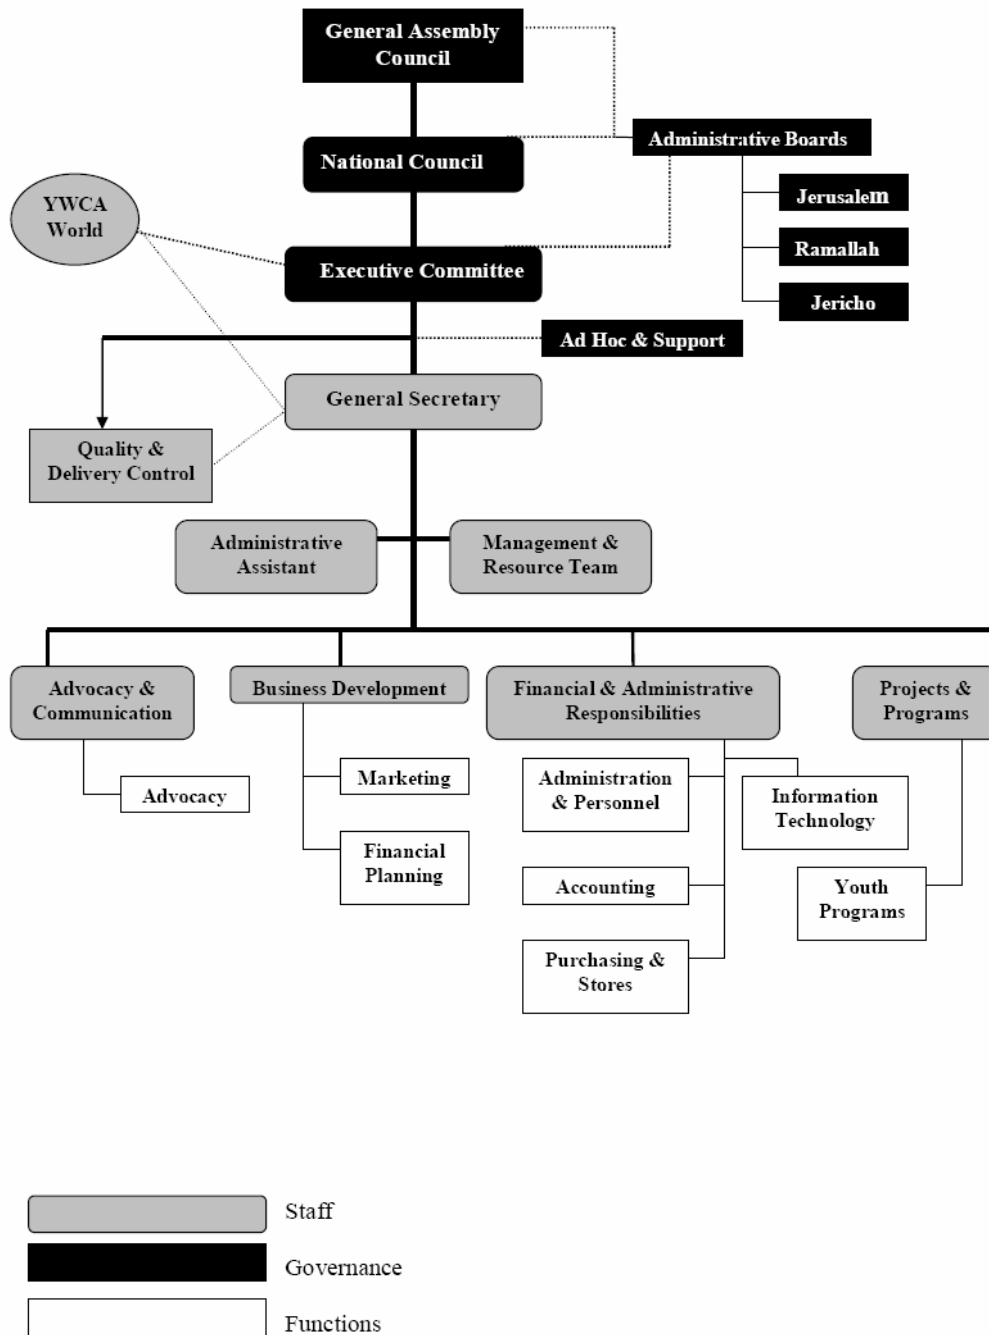 General Assembly
Council
National Council
Administrative Boards
YWCA
World
Jerusalem
Ramallah
Executive Committee
Jericho
Ad Hoc & Support
General Secretary
Quality &
Delivery Control
Administrative
Assistant
Management &
Resource Team
Advocacy &
Communication
Business Development
Financial & Administrative
Responsibilities
Projects &
Programs
Advocacy
Marketing
Financial
Planning
Administration
& Personnel
Information
Technology
Accounting
Youth
Programs
Purchasing &
Stores
Staff
Governance
Functions